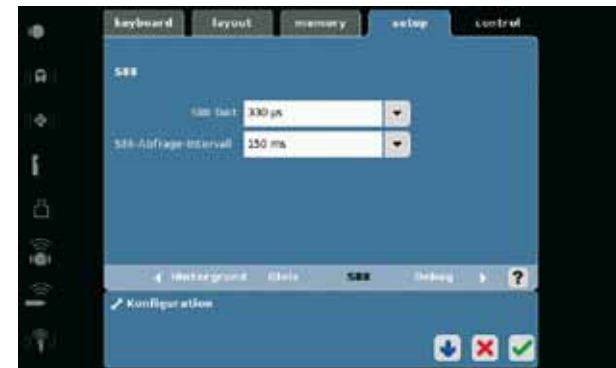 keyboard layout memory setup control
S88
S88-Takt 330 µs
S88-Abfrage-Intervall 150 ms
Hintergrund Gleis S88 Debug ?
Konfiguration